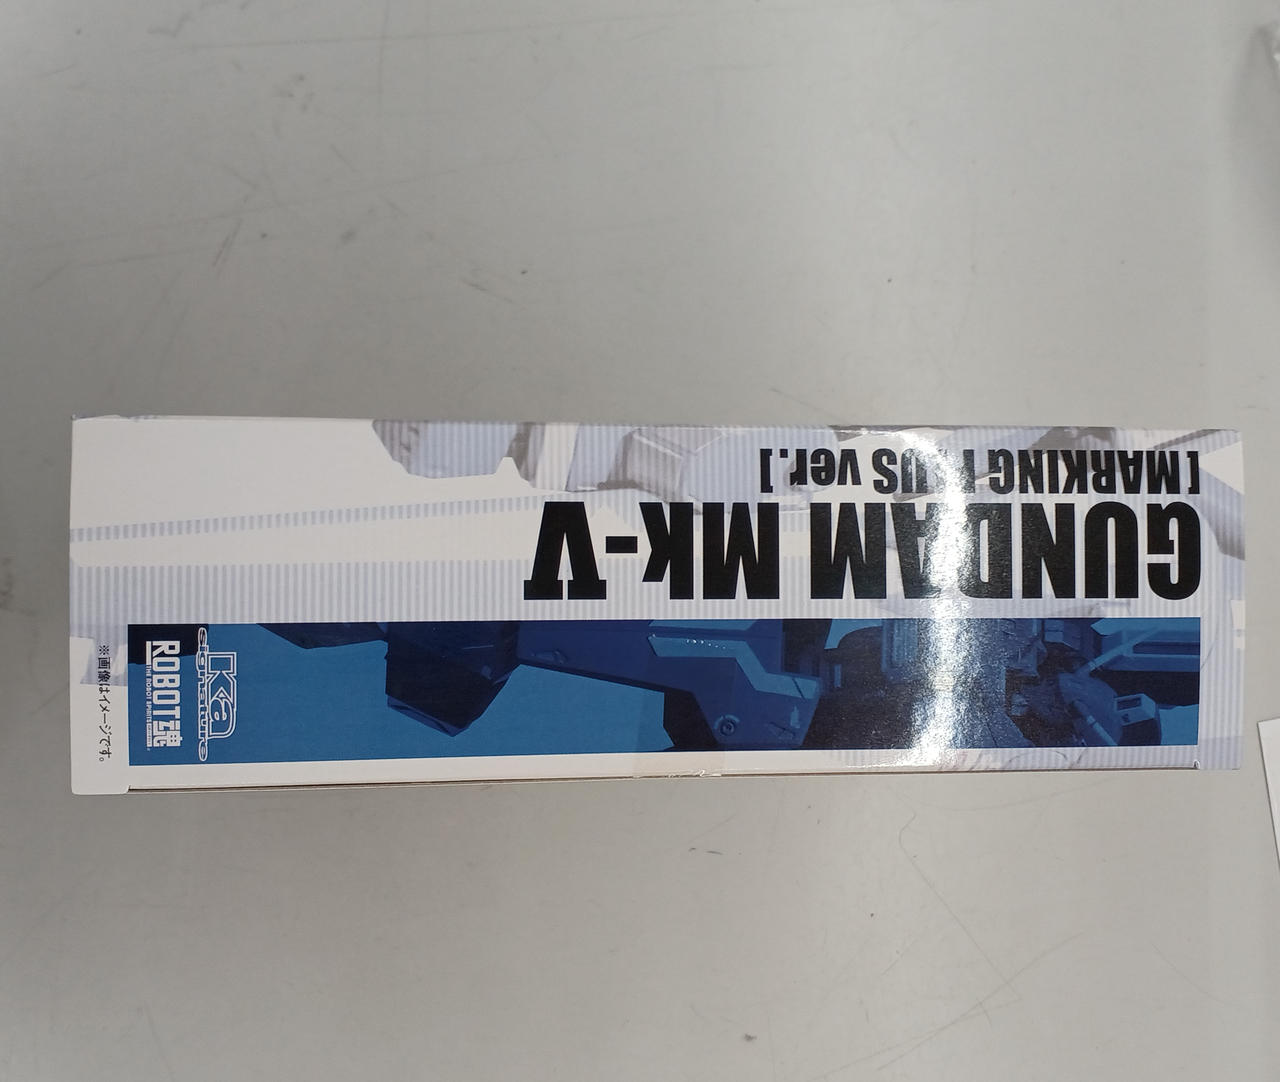 GUNDAM MK-V
[MARKING PLUS ver.]
Ka
signature
ROBOT魂
THE ROBOT SPIRITS
※画像はイメージです。